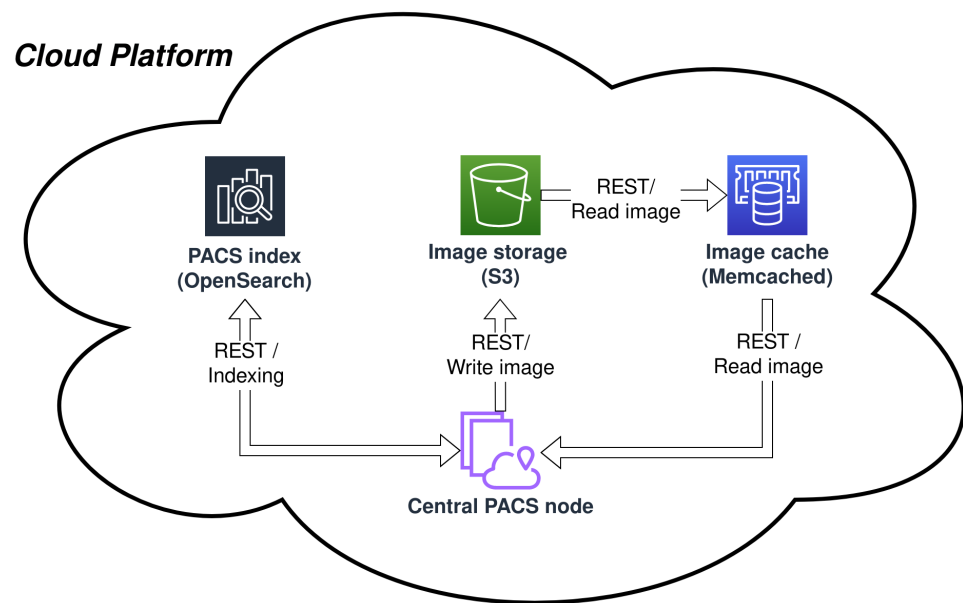 Cloud Platform
PACS index
(OpenSearch)
Image storage
(S3)
REST/
Read image
Image cache
(Memcached)
REST /
Indexing
REST/
Write image
REST/
Read image
Central PACS node